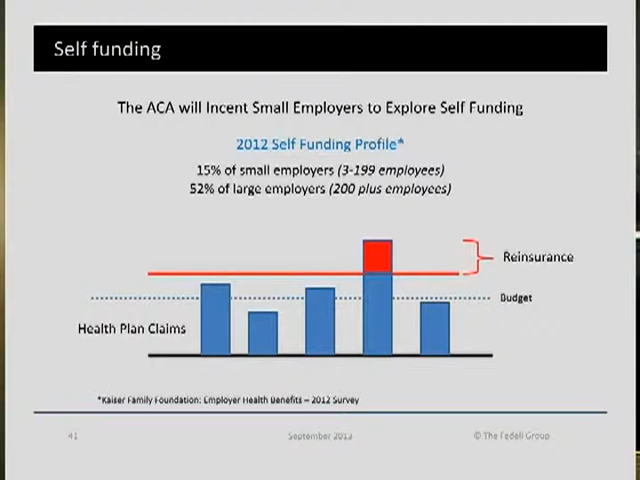 Self funding
The ACA will Incent Small Employers to Explore Self Funding
2012 Self Funding Profile*
15% of small employers (3-199 employees)
52% of large employers (200 plus employees)
Reinsurance
Budget
Health Plan Claims
*Kaiser Family Foundation: Employer Health Benefits – 2012 Survey
41
September 2013
© The Fedeli Group